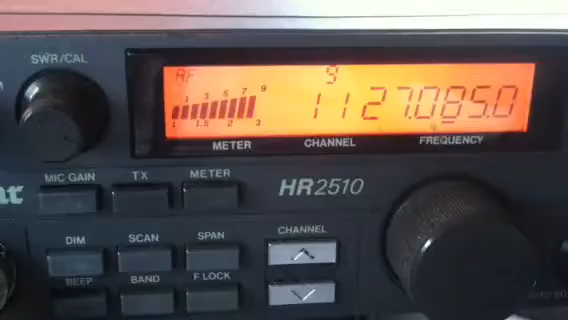 SWR/CAL
RF
9
1 3 5 7 9
1 1.5 2 3
11 27.085.0
METER CHANNEL FREQUENCY
MIC GAIN TX METER
HR2510
CHANNEL
DIM SCAN SPAN
BEEP BAND F.LOCK